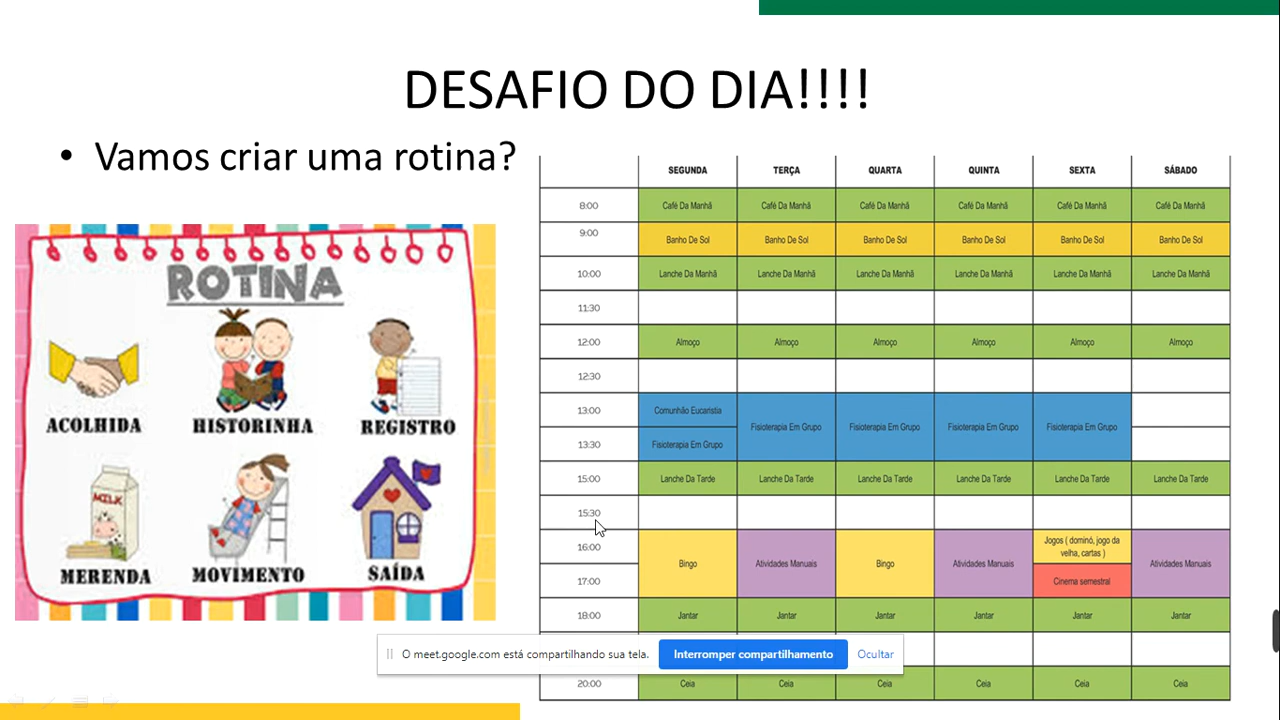 DESAFIO DO DIA!!!!
• Vamos criar uma rotina?
ROTINA
ACOLHIDA HISTORINHA REGISTRO
MILK
MERENDA MOVIMENTO SAÍDA
SEGUNDA TERÇA QUARTA QUINTA SEXTA SÁBADO
8:00 Café Da Manhã Café Da Manhã Café Da Manhã Café Da Manhã Café Da Manhã Café Da Manhã
9:00 Banho De Sol Banho De Sol Banho De Sol Banho De Sol Banho De Sol Banho De Sol
10:00 Lanche Da Manhã Lanche Da Manhã Lanche Da Manhã Lanche Da Manhã Lanche Da Manhã Lanche Da Manhã
11:30
12:00 Almoço Almoço Almoço Almoço Almoço Almoço
12:30
13:00 Comunhão Eucaristia
Fisioterapia Em Grupo Fisioterapia Em Grupo Fisioterapia Em Grupo Fisioterapia Em Grupo
13:30 Fisioterapia Em Grupo
15:00 Lanche Da Tarde Lanche Da Tarde Lanche Da Tarde Lanche Da Tarde Lanche Da Tarde Lanche Da Tarde
15:30
16:00 Jogos ( dominó, jogo da
velha, cartas )
Bingo Atividades Manuais Bingo Atividades Manuais Atividades Manuais
17:00 Cinema semestral
18:00 Jantar Jantar Jantar Jantar Jantar Jantar
O meet.google.com está compartilhando sua tela. Interromper compartilhamento Ocultar
20:00 Ceia Ceia Ceia Ceia Ceia Ceia